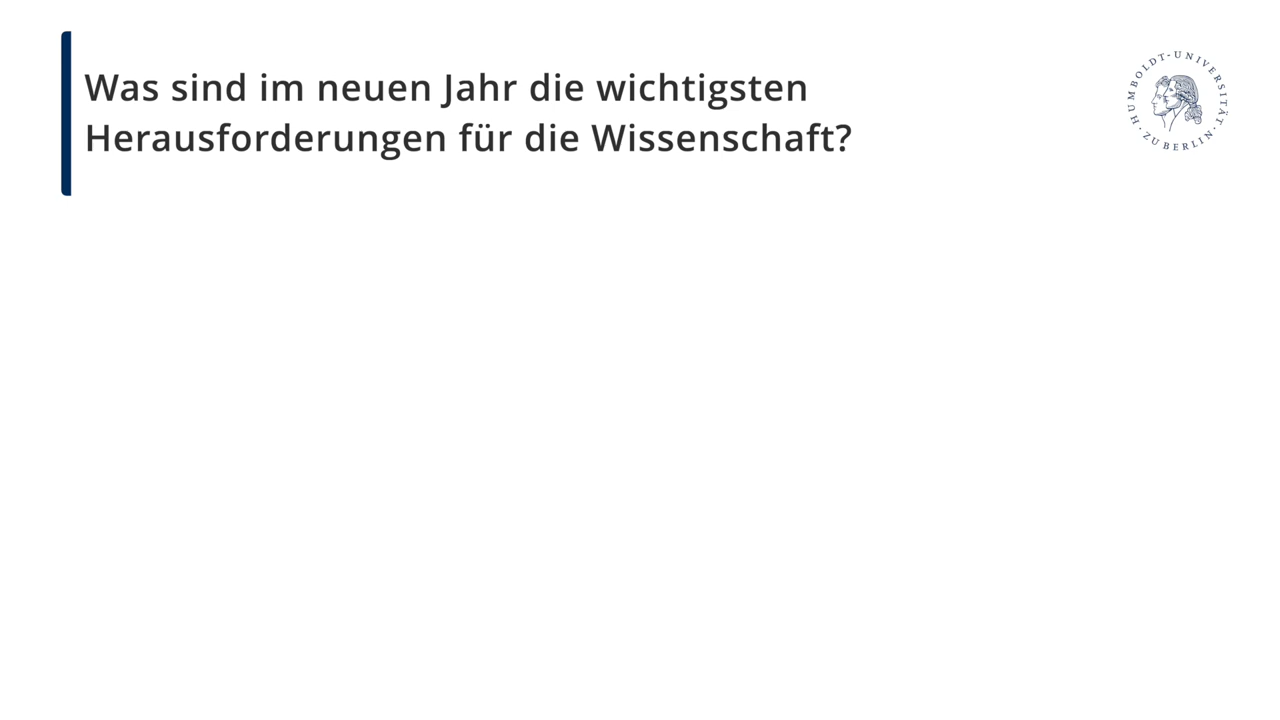 Was sind im neuen Jahr die wichtigsten
Herausforderungen für die Wissenschaft?
HUMBOLDT-UNIVERSITÄT · ZU BERLIN ·